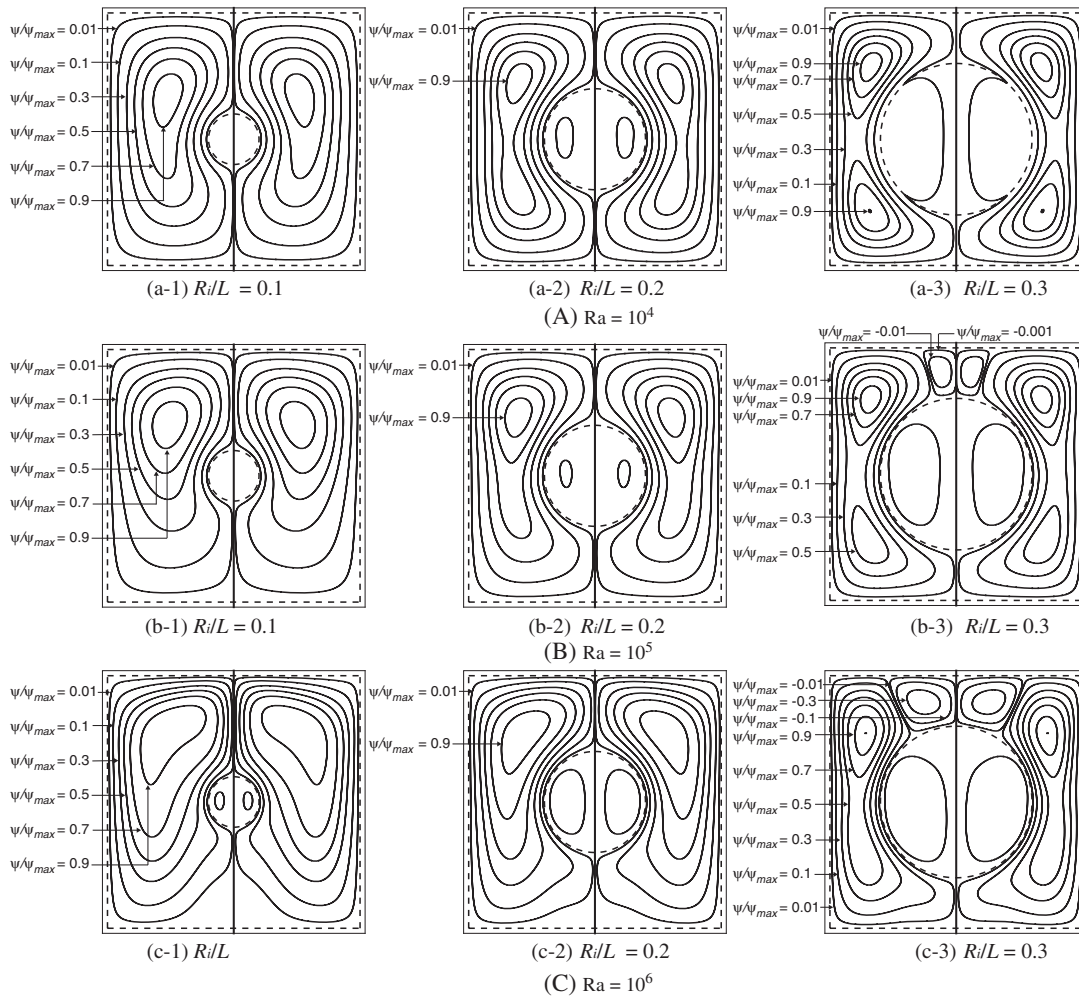 ψ/ψmax = 0.01
ψ/ψmax = 0.1
ψ/ψmax = 0.3
ψ/ψmax = 0.5
ψ/ψmax = 0.7
ψ/ψmax = 0.9
(a-1) Ri/L = 0.1
ψ/ψmax = 0.01
ψ/ψmax = 0.9
(a-2) Ri/L = 0.2
ψ/ψmax = 0.01
ψ/ψmax = 0.9
ψ/ψmax = 0.7
ψ/ψmax = 0.5
ψ/ψmax = 0.3
ψ/ψmax = 0.1
ψ/ψmax = 0.9
(a-3) Ri/L = 0.3
(A) Ra = 10⁴
ψ/ψmax = 0.01
ψ/ψmax = 0.1
ψ/ψmax = 0.3
ψ/ψmax = 0.5
ψ/ψmax = 0.7
ψ/ψmax = 0.9
(b-1) Ri/L = 0.1
ψ/ψmax = 0.01
ψ/ψmax = 0.9
(b-2) Ri/L = 0.2
ψ/ψmax = -0.01
ψ/ψmax = -0.001
ψ/ψmax = 0.01
ψ/ψmax = 0.9
ψ/ψmax = 0.7
ψ/ψmax = 0.1
ψ/ψmax = 0.3
ψ/ψmax = 0.5
(b-3) Ri/L = 0.3
(B) Ra = 10⁵
ψ/ψmax = 0.01
ψ/ψmax = 0.1
ψ/ψmax = 0.3
ψ/ψmax = 0.5
ψ/ψmax = 0.7
ψ/ψmax = 0.9
(c-1) Ri/L
ψ/ψmax = 0.01
ψ/ψmax = 0.9
(c-2) Ri/L = 0.2
ψ/ψmax = -0.01
ψ/ψmax = -0.3
ψ/ψmax = -0.1
ψ/ψmax = 0.9
ψ/ψmax = 0.7
ψ/ψmax = 0.5
ψ/ψmax = 0.3
ψ/ψmax = 0.1
ψ/ψmax = 0.01
(c-3) Ri/L = 0.3
(C) Ra = 10⁶